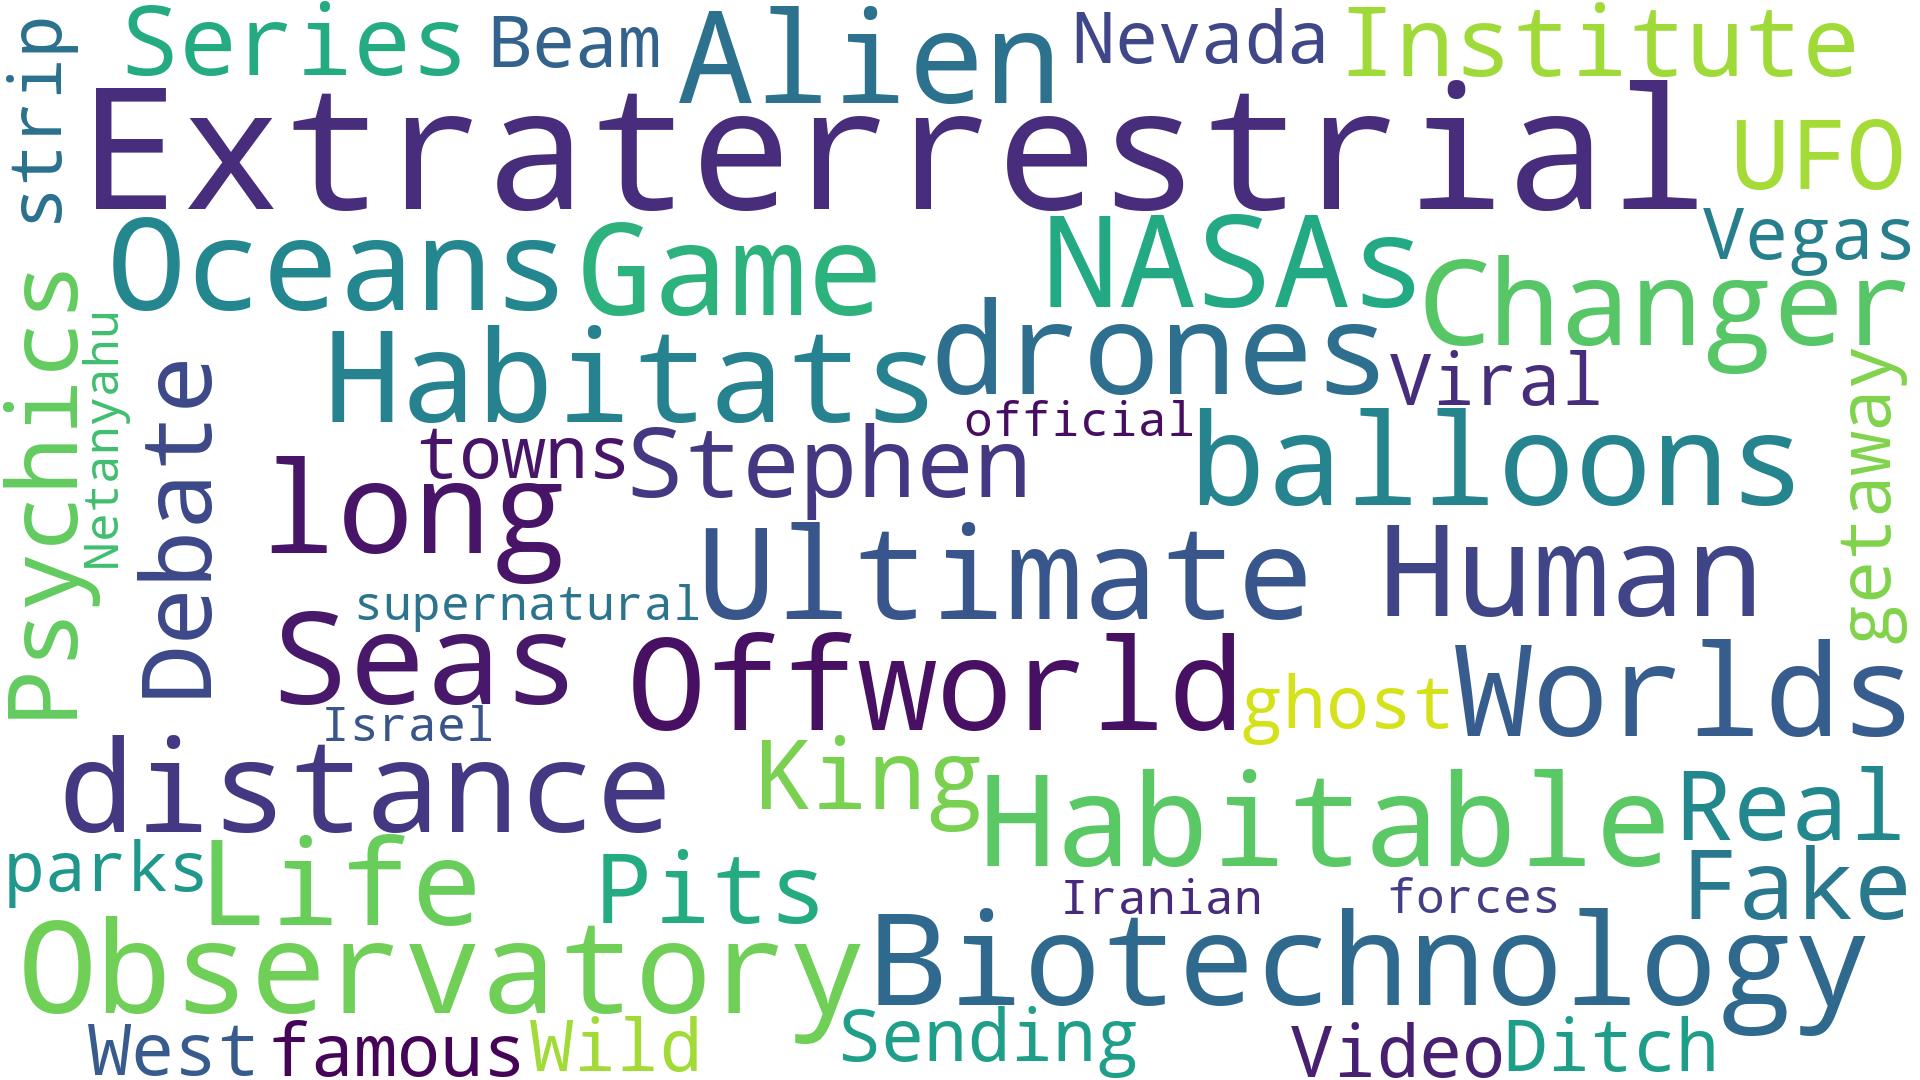 strip
Series
Beam
Alien
Nevada
Institute
Extraterrestrial
UFO
Vegas
Oceans
Game
NASAs
Changer
Psychics
Netanyahu
Debate
Habitats
drones
Viral
getaway
official
towns
Stephen
balloons
long
Ultimate
Human
supernatural
Seas
Offworld
ghost
Worlds
Israel
distance
King
Habitable
Real
parks
Life
Pits
Iranian
forces
Fake
Observatory
Biotechnology
West
famous
Wild
Sending
Video
Ditch